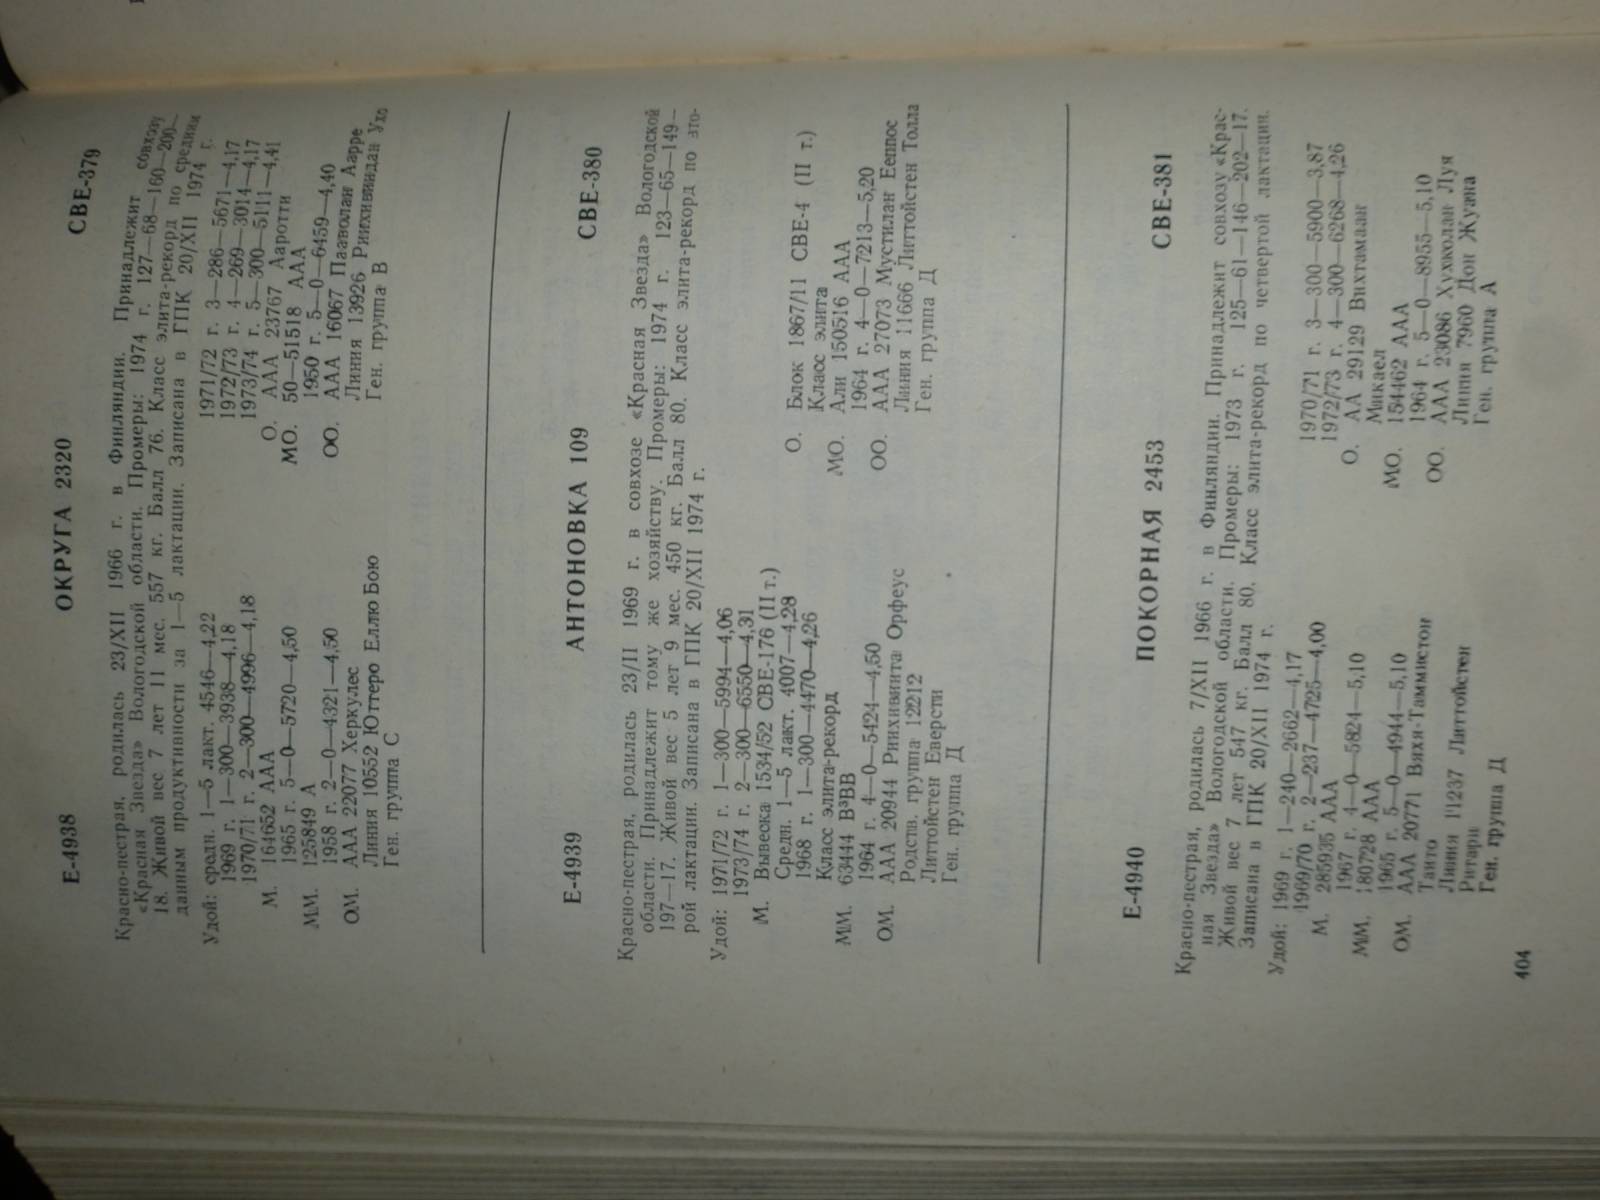 Е-4938 ОКРУГА 2320 СВЕ-379
Красно-пестрая, родилась 23/XII 1966 г. в Финляндии. Принадлежит совхозу
«Красная Звезда» Вологодской области. Промеры: 1974 г. 127—68—160—200—
18. Живой вес 7 лет 11 мес. 557 кг. Балл 76. Класс элита-рекорд по средним
данным продуктивности за 1—5 лактации. Записана в ГПК 20/XII 1974 г.
Удой: средн. 1—5 лакт. 4546—4,22
1969 г. 1—300—3938—4,18
1970/71 г. 2—300—4996—4,18
М. 164652 ААА
1965 г. 5—0—5720—4,50
ММ. 125849 А
1958 г. 2—0—4321—4,50
ОМ. ААА 22077 Херкулес
Линия 10552 Юттеро Еллю Бою
Ген. группа С
1971/72 г. 3—286—5671—4,17
1972/73 г. 4—269—3014—4,17
1973/74 г. 5—300—5111—4,41
О. ААА 23767 Ааротти
МО. 50—51518 ААА
1950 г. 5—0—6459—4,40
ОО. ААА 16067 Пааволан Аарре
Линия 13926 Риихивиидан Ухо
Ген. группа В
Е-4939 АНТОНОВКА 109 СВЕ-380
Красно-пестрая, родилась 23/II 1969 г. в совхозе «Красная Звезда» Вологодской
области. Принадлежит тому же хозяйству. Промеры: 1974 г. 123—65—149—
197—17. Живой вес 5 лет 9 мес. 450 кг. Балл 80. Класс элита-рекорд по вто-
рой лактации. Записана в ГПК 20/XII 1974 г.
Удой: 1971/72 г. 1—300—5994—4,06
1973/74 г. 2—300—6550—4,31
М. Вывеска 1534/52 СВЕ-176 (II т.)
Средн. 1—5 лакт. 4007—4,28
1968 г. 1—300—4470—4,26
Класс элита-рекорд
ММ. 63444 В³ВВ
1964 г. 4—0—5424—4,50
ОМ. ААА 20944 Риихивиита Орфеус
Родств. группа 12212
Литтойстен Еверсти
Ген. группа Д
О. Блок 1867/11 СВЕ-4 (II т.)
Класс элита
МО. Али 150516 ААА
1964 г. 4—0—7213—5,20
ОО. ААА 27073 Мустилан Ееппос
Линия 11666 Литтойстен Толла
Ген. группа Д
Е-4940 ПОКОРНАЯ 2453 СВЕ-381
Красно-пестрая, родилась 7/XII 1966 г. в Финляндии. Принадлежит совхозу «Крас-
ная Звезда» Вологодской области. Промеры: 1973 г. 125—61—146—202—17.
Живой вес 7 лет 547 кг. Балл 80. Класс элита-рекорд по четвертой лактации.
Записана в ГПК 20/XII 1974 г.
Удой: 1969 г. 1—240—2662—4,17
1969/70 г. 2—237—4725—4,00
М. 285935 ААА
1967 г. 4—0—5824—5,10
ММ. 180728 ААА
1965 г. 5—0—4944—5,10
ОМ. ААА 20771 Вяхя-Таммистон
Таито
Линия 11237 Литтойстен
Ритари
Ген. группа Д
1970/71 г. 3—300—5900—3,87
1972/73 г. 4—300—6268—4,26
О. АА 29129 Вихтамаан
Микаел
МО. 154462 ААА
1964 г. 5—0—8955—5,10
ОО. ААА 23086 Хухколан Луя
Линия 7960 Дон Жуана
Ген. группа А
404